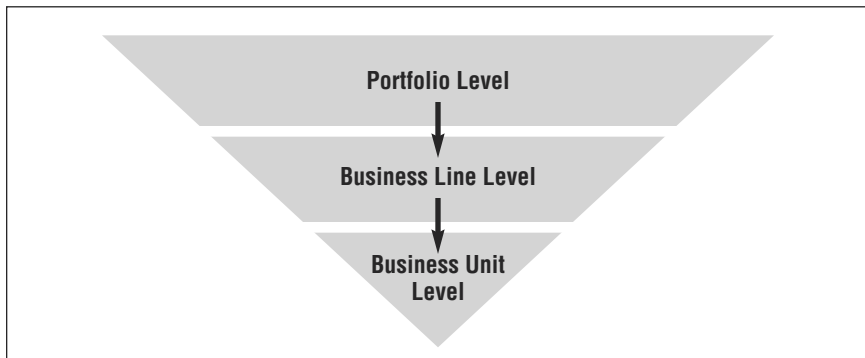 Portfolio Level
Business Line Level
Business Unit
Level